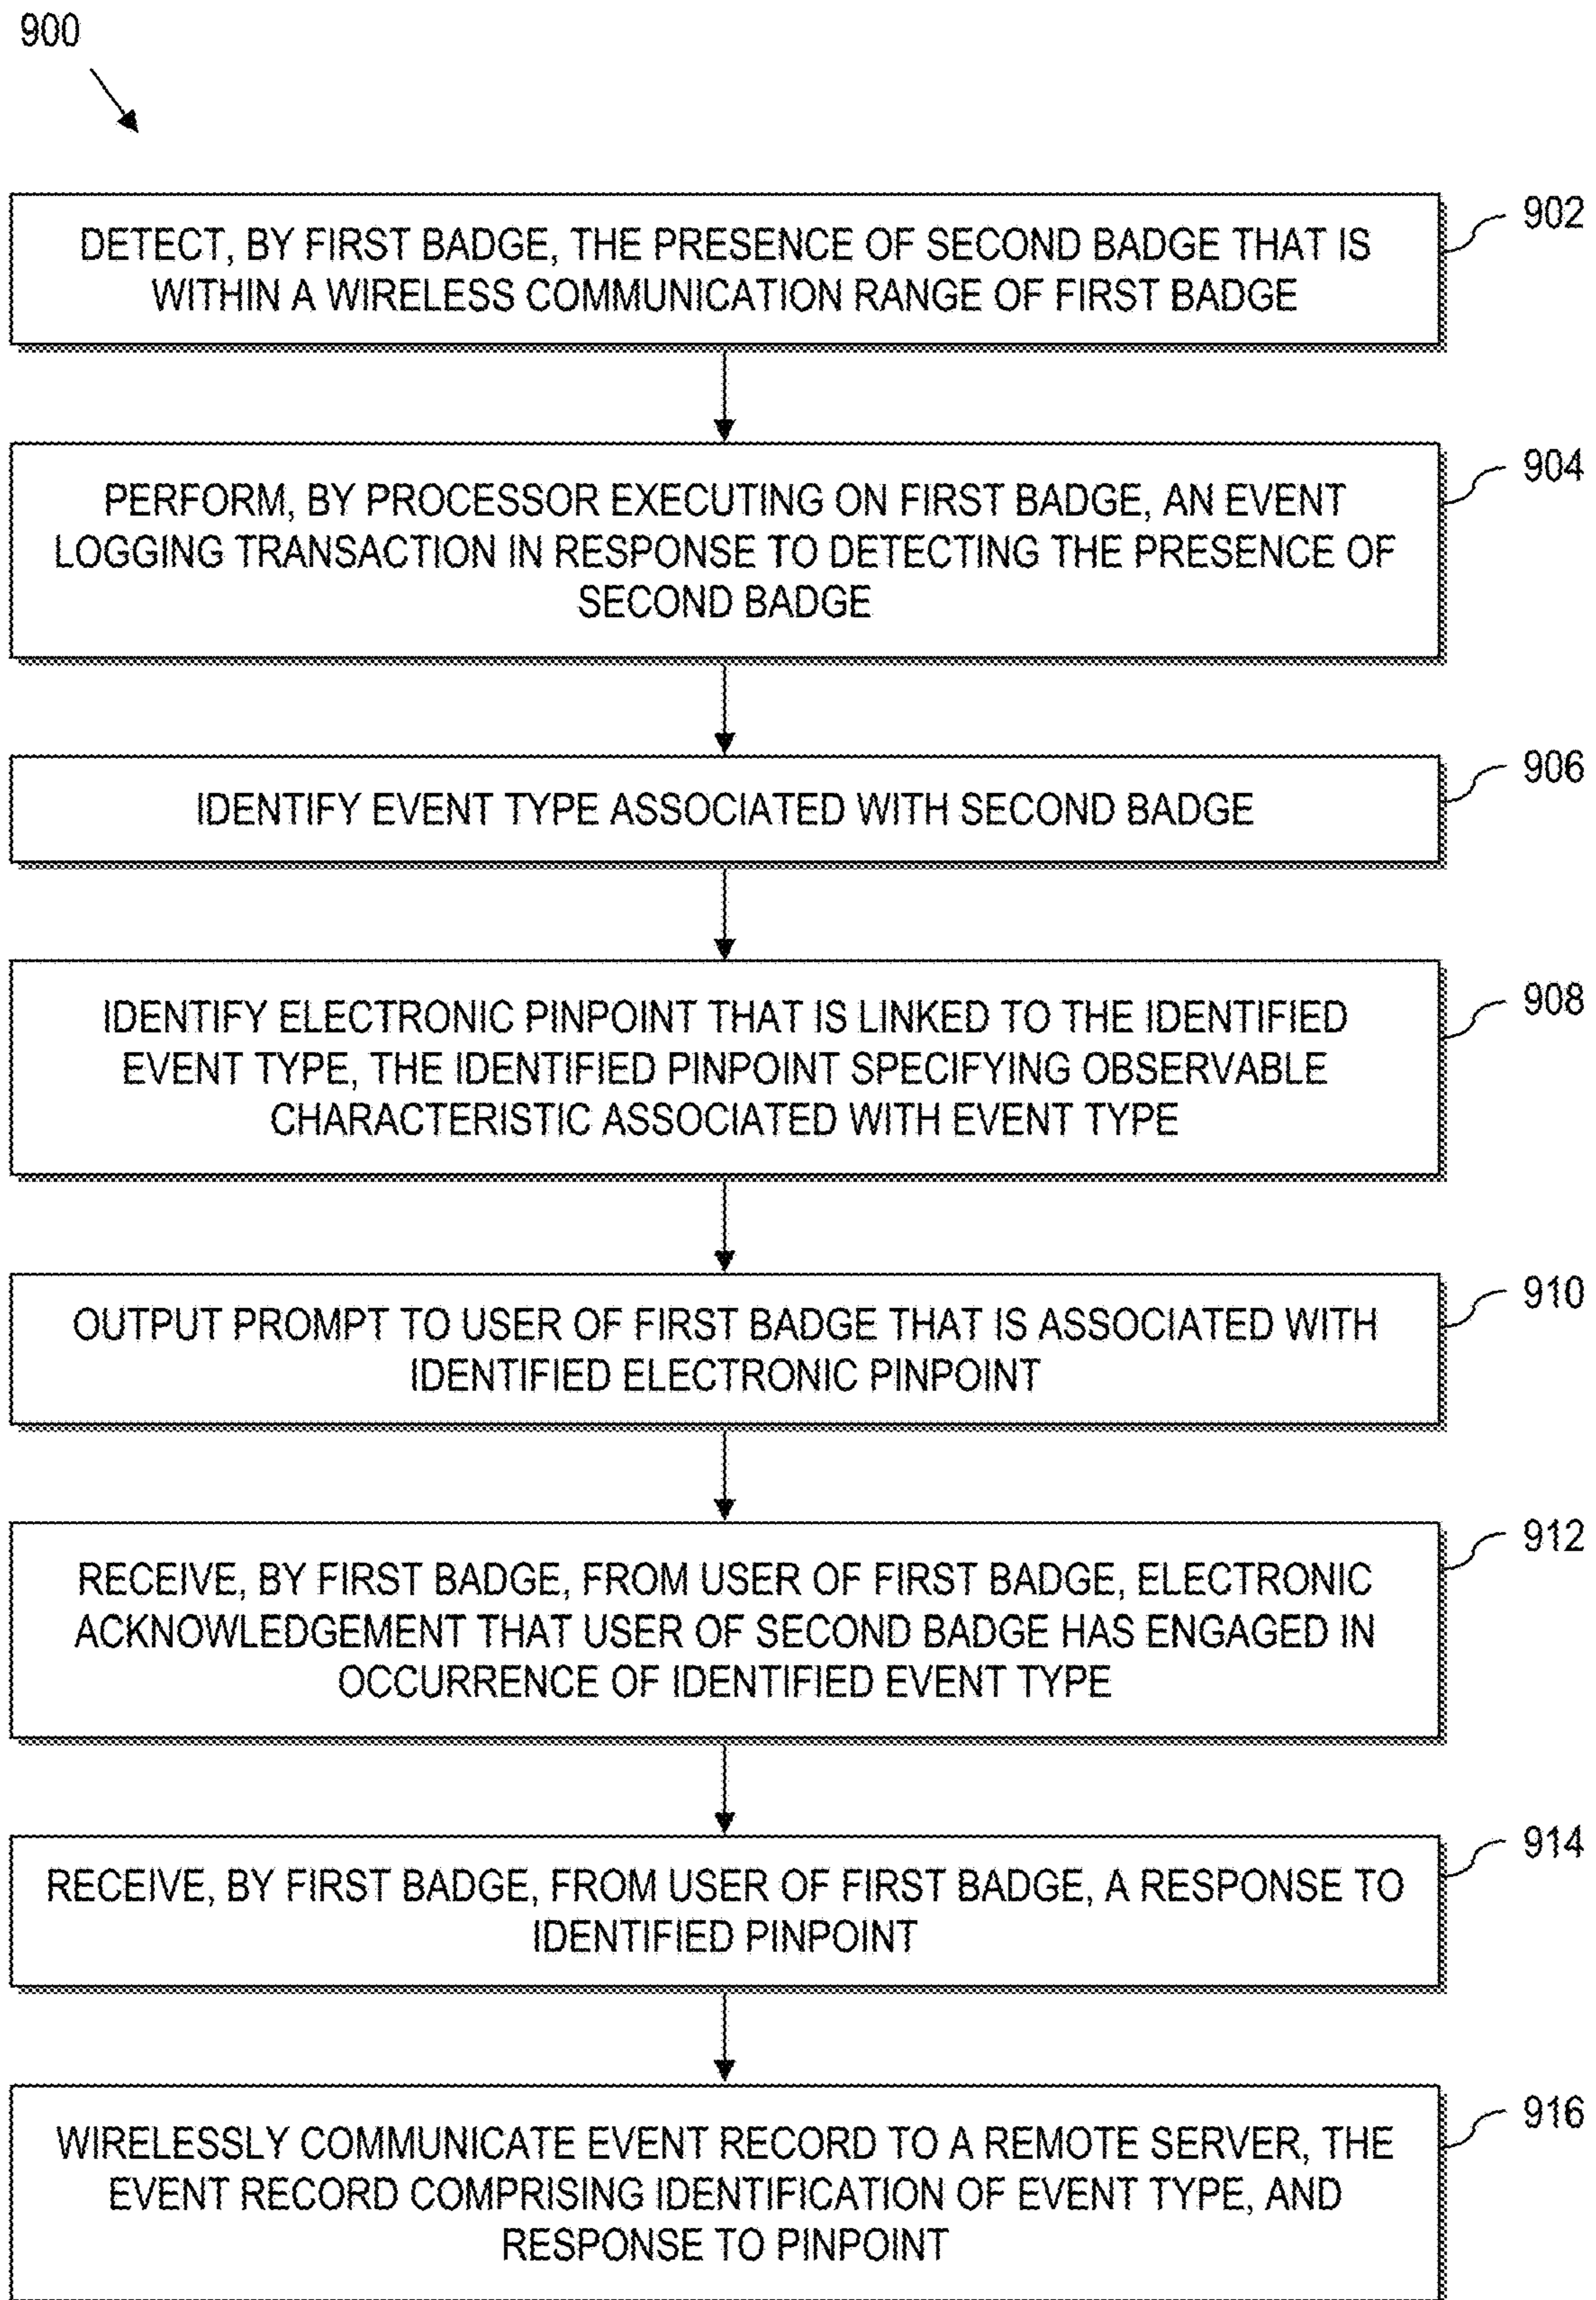 900
902
DETECT, BY FIRST BADGE, THE PRESENCE OF SECOND BADGE THAT IS
WITHIN A WIRELESS COMMUNICATION RANGE OF FIRST BADGE
904
PERFORM, BY PROCESSOR EXECUTING ON FIRST BADGE, AN EVENT
LOGGING TRANSACTION IN RESPONSE TO DETECTING THE PRESENCE OF
SECOND BADGE
906
IDENTIFY EVENT TYPE ASSOCIATED WITH SECOND BADGE
908
IDENTIFY ELECTRONIC PINPOINT THAT IS LINKED TO THE IDENTIFIED
EVENT TYPE, THE IDENTIFIED PINPOINT SPECIFYING OBSERVABLE
CHARACTERISTIC ASSOCIATED WITH EVENT TYPE
910
OUTPUT PROMPT TO USER OF FIRST BADGE THAT IS ASSOCIATED WITH
IDENTIFIED ELECTRONIC PINPOINT
912
RECEIVE, BY FIRST BADGE, FROM USER OF FIRST BADGE, ELECTRONIC
ACKNOWLEDGEMENT THAT USER OF SECOND BADGE HAS ENGAGED IN
OCCURRENCE OF IDENTIFIED EVENT TYPE
914
RECEIVE, BY FIRST BADGE, FROM USER OF FIRST BADGE, A RESPONSE TO
IDENTIFIED PINPOINT
916
WIRELESSLY COMMUNICATE EVENT RECORD TO A REMOTE SERVER, THE
EVENT RECORD COMPRISING IDENTIFICATION OF EVENT TYPE, AND
RESPONSE TO PINPOINT